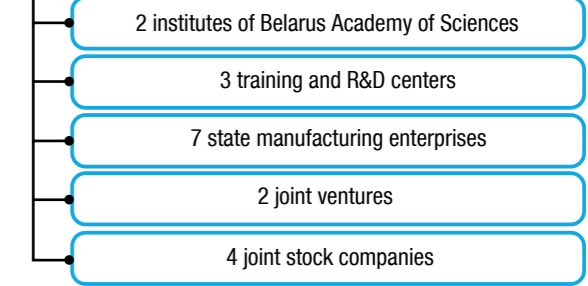 2 institutes of Belarus Academy of Sciences
3 training and R&D centers
7 state manufacturing enterprises
2 joint ventures
4 joint stock companies